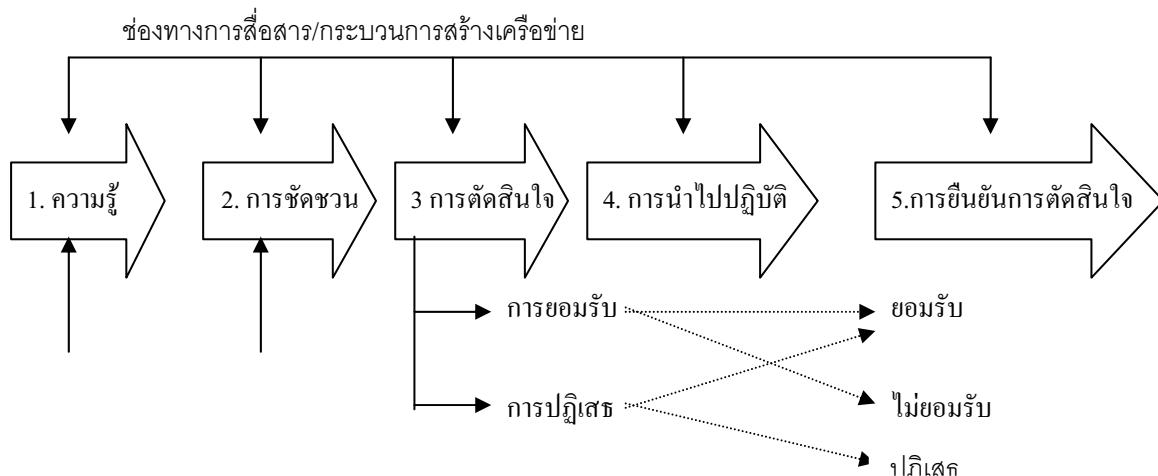 ช่องทางการสื่อสาร/กระบวนการสร้างเครือข่าย
1. ความรู้
2. การชัดชวน
3 การตัดสินใจ
4. การนำไปปฏิบัติ
5.การยืนยันการตัดสินใจ
การยอมรับ
ยอมรับ
การปฏิเสธ
ไม่ยอมรับ
ปฏิเสธ